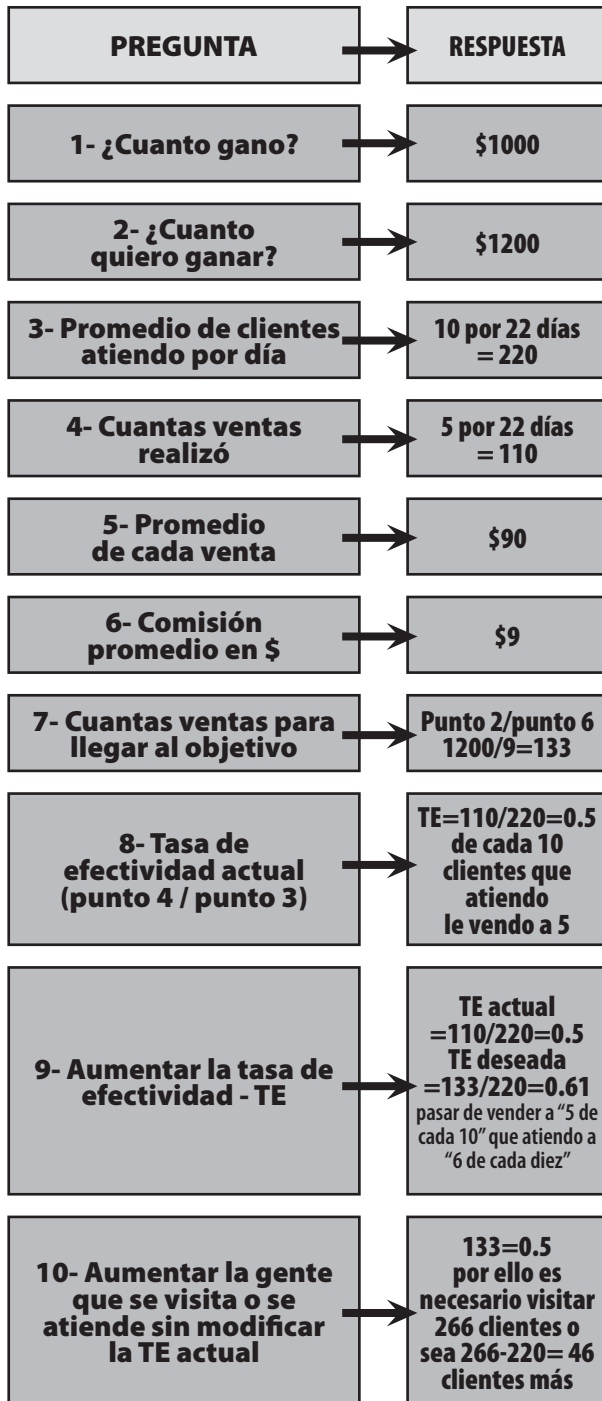 PREGUNTA
RESPUESTA
1- ¿Cuanto gano?
$1000
2- ¿Cuanto
quiero ganar?
$1200
3- Promedio de clientes
atiendo por día
10 por 22 días
= 220
4- Cuantas ventas
realizó
5 por 22 días
= 110
5- Promedio
de cada venta
$90
6- Comisión
promedio en $
$9
7- Cuantas ventas para
llegar al objetivo
Punto 2/punto 6
1200/9=133
8- Tasa de
efectividad actual
(punto 4 / punto 3)
TE=110/220=0.5
de cada 10
clientes que
atiendo
le vendo a 5
9- Aumentar la tasa de
efectividad - TE
TE actual
=110/220=0.5
TE deseada
=133/220=0.61
pasar de vender a “5 de
cada 10” que atiendo a
“6 de cada diez”
10- Aumentar la gente
que se visita o se
atiende sin modificar
la TE actual
133=0.5
por ello es
necesario visitar
266 clientes o
sea 266-220= 46
clientes más